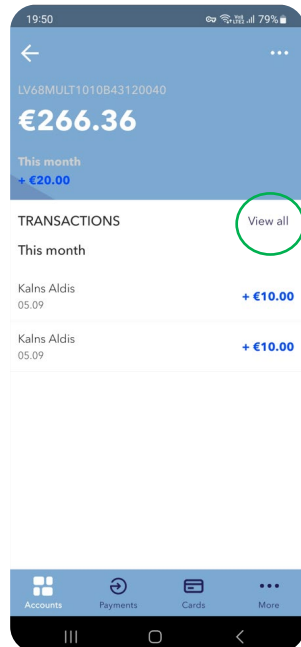 19:50 79%
LV68MULT1010B43120040
€266.36
This month
+ €20.00
TRANSACTIONS View all
This month
Kalns Aldis
05.09 + €10.00
Kalns Aldis
05.09 + €10.00
Accounts Payments Cards More